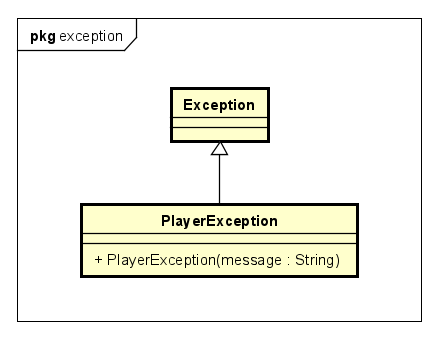 pkg exception
Exception
PlayerException
+ PlayerException(message : String)